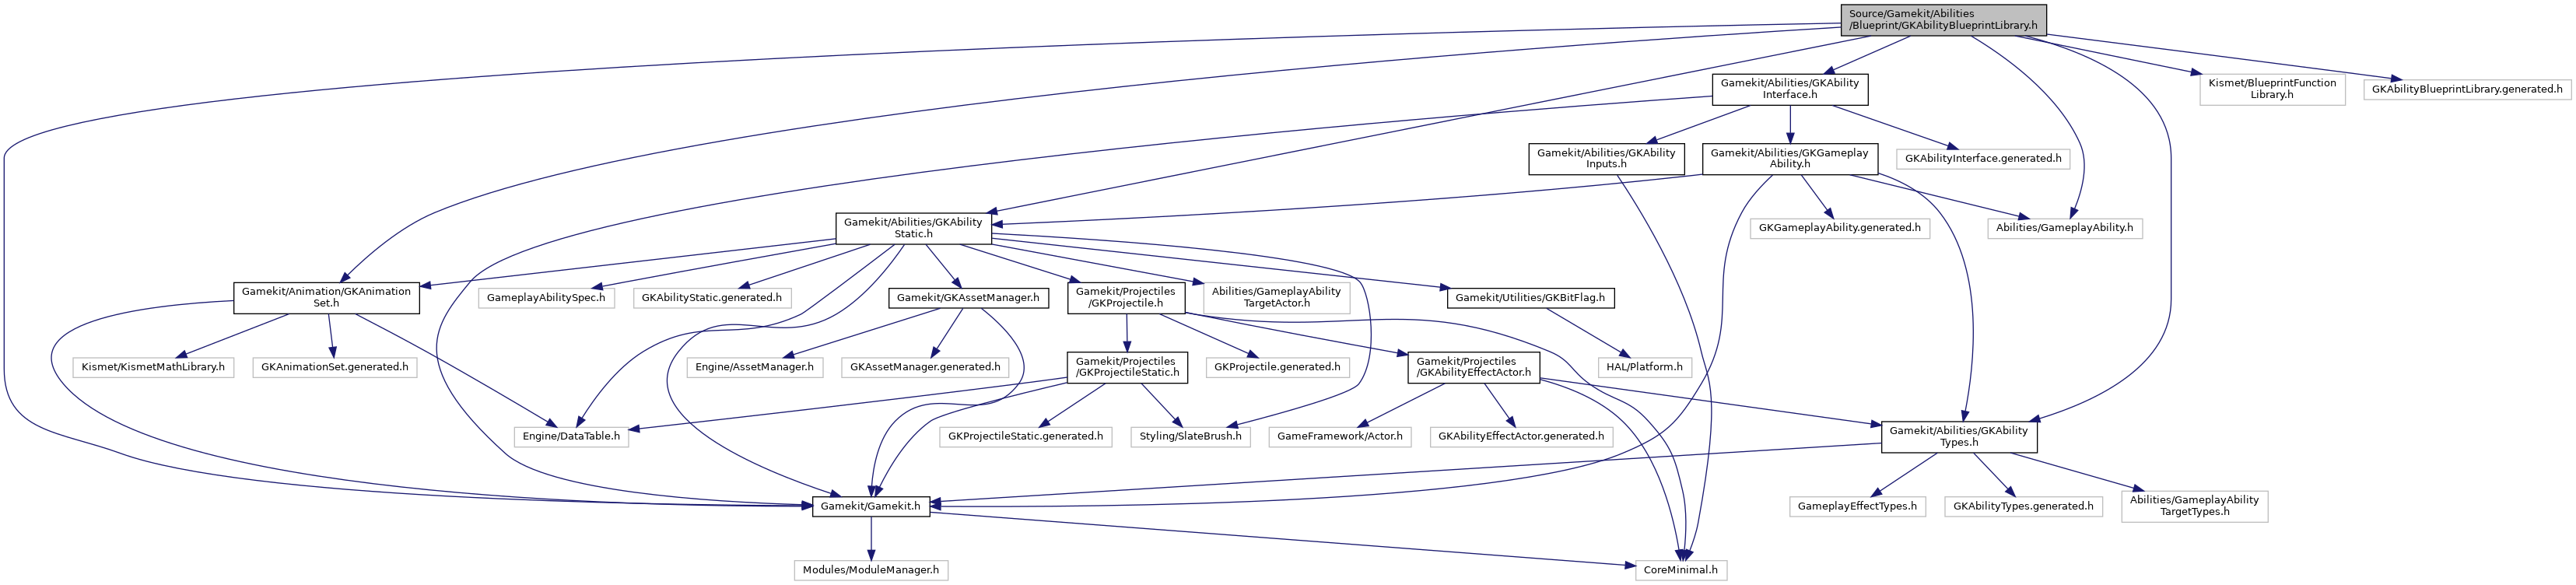 Source/Gamekit/Abilities
/Blueprint/GKAbilityBlueprintLibrary.h
Gamekit/Abilities/GKAbility
Interface.h
Kismet/BlueprintFunction
Library.h
GKAbilityBlueprintLibrary.generated.h
Gamekit/Abilities/GKAbility
Inputs.h
Gamekit/Abilities/GKGameplay
Ability.h
GKAbilityInterface.generated.h
Gamekit/Abilities/GKAbility
Static.h
GKGameplayAbility.generated.h
Abilities/GameplayAbility.h
Gamekit/Animation/GKAnimation
Set.h
GameplayAbilitySpec.h
GKAbilityStatic.generated.h
Gamekit/GKAssetManager.h
Gamekit/Projectiles
/GKProjectile.h
Abilities/GameplayAbility
TargetActor.h
Gamekit/Utilities/GKBitFlag.h
Kismet/KismetMathLibrary.h
GKAnimationSet.generated.h
Engine/AssetManager.h
GKAssetManager.generated.h
Gamekit/Projectiles
/GKProjectileStatic.h
GKProjectile.generated.h
Gamekit/Projectiles
/GKAbilityEffectActor.h
HAL/Platform.h
Engine/DataTable.h
GKProjectileStatic.generated.h
Styling/SlateBrush.h
GameFramework/Actor.h
GKAbilityEffectActor.generated.h
Gamekit/Abilities/GKAbility
Types.h
Gamekit/Gamekit.h
GameplayEffectTypes.h
GKAbilityTypes.generated.h
Abilities/GameplayAbility
TargetTypes.h
Modules/ModuleManager.h
CoreMinimal.h